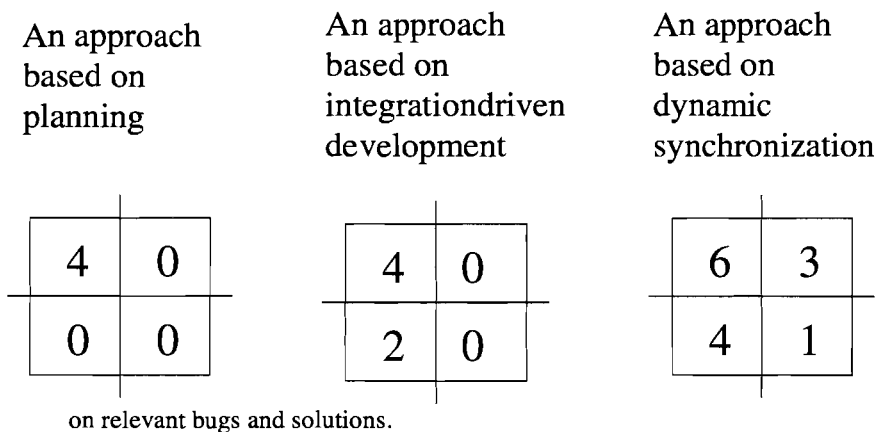 An approach
based on
planning
An approach
based on
integrationdriven
development
An approach
based on
dynamic
synchronization
4 0
0 0
4 0
2 0
6 3
4 1
on relevant bugs and solutions.